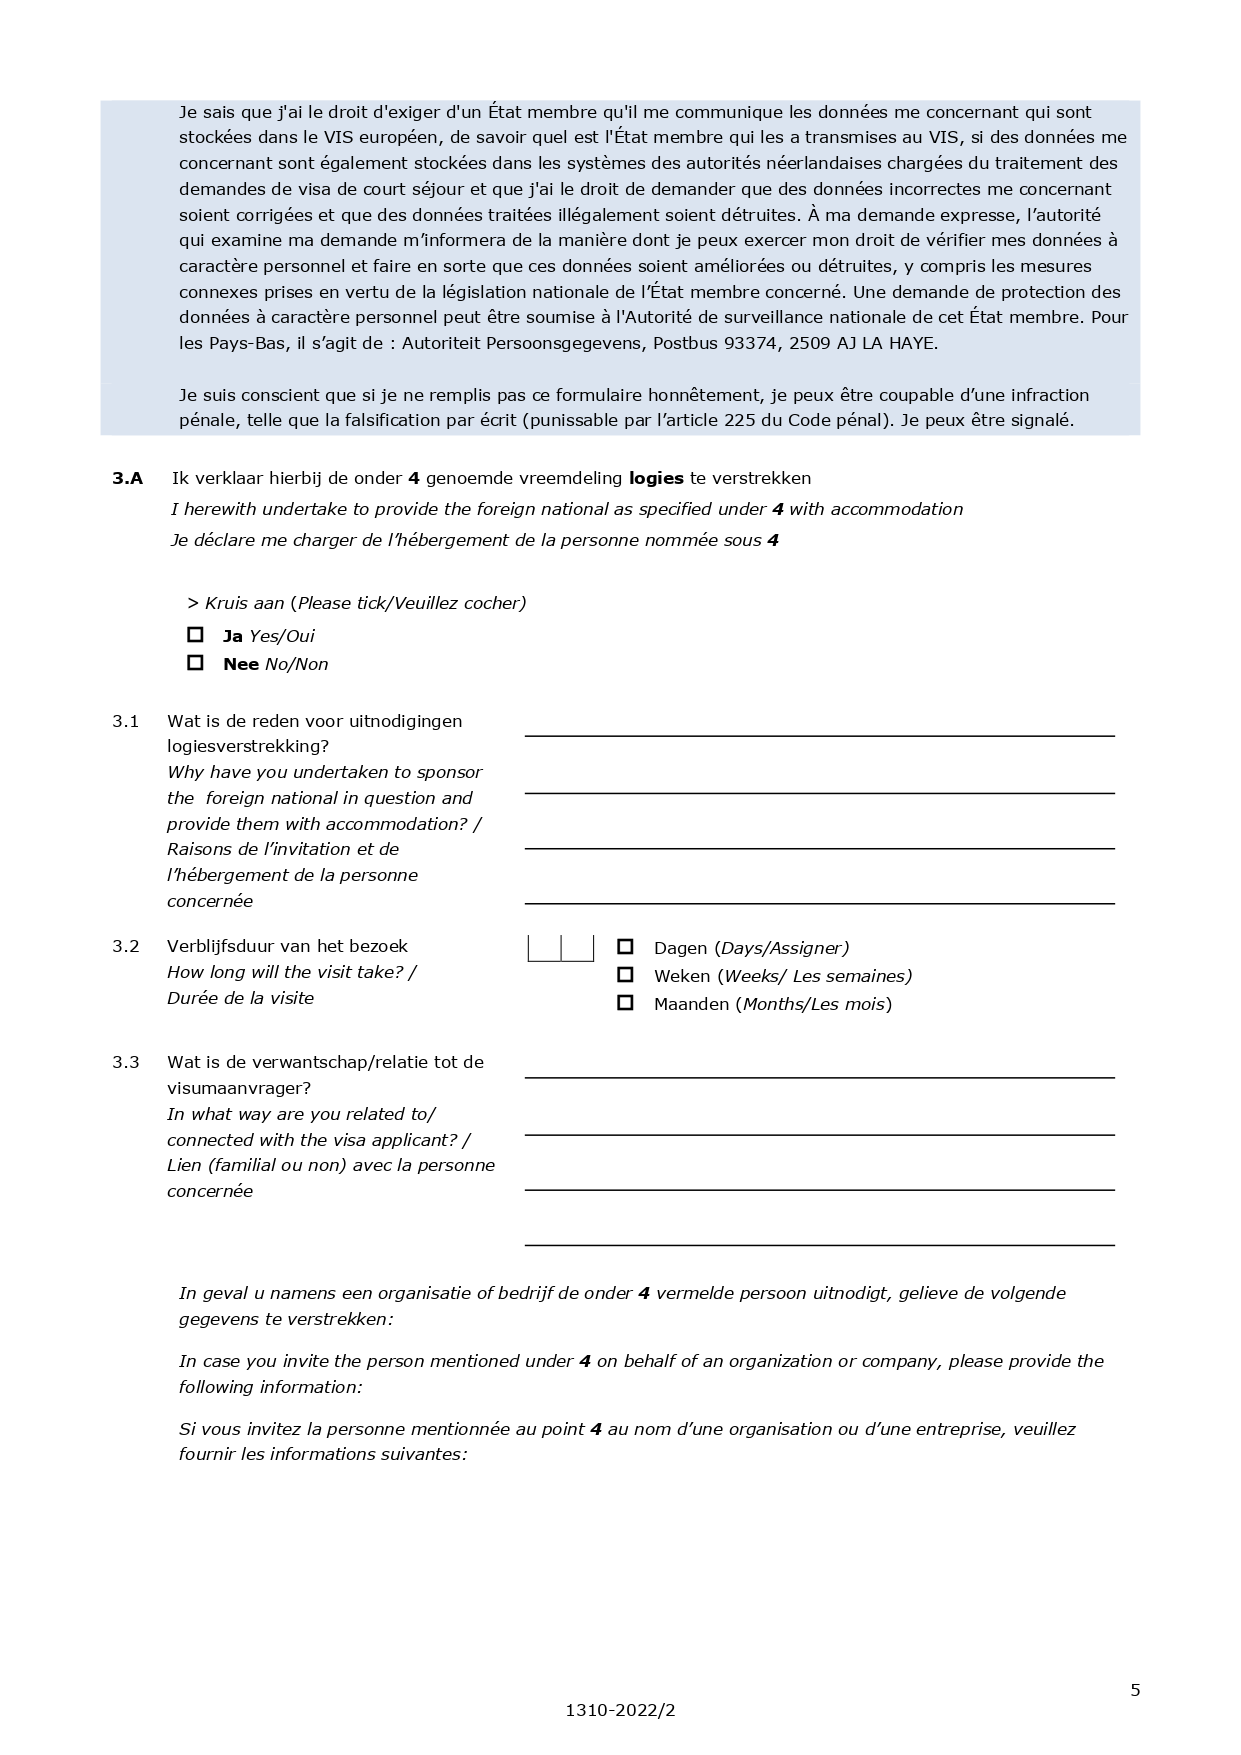 Je sais que j'ai le droit d'exiger d'un État membre qu'il me communique les données me concernant qui sont
stockées dans le VIS européen, de savoir quel est l'État membre qui les a transmises au VIS, si des données me
concernant sont également stockées dans les systèmes des autorités néerlandaises chargées du traitement des
demandes de visa de court séjour et que j'ai le droit de demander que des données incorrectes me concernant
soient corrigées et que des données traitées illégalement soient détruites. À ma demande expresse, l’autorité
qui examine ma demande m’informera de la manière dont je peux exercer mon droit de vérifier mes données à
caractère personnel et faire en sorte que ces données soient améliorées ou détruites, y compris les mesures
connexes prises en vertu de la législation nationale de l’État membre concerné. Une demande de protection des
données à caractère personnel peut être soumise à l'Autorité de surveillance nationale de cet État membre. Pour
les Pays-Bas, il s’agit de : Autoriteit Persoonsgegevens, Postbus 93374, 2509 AJ LA HAYE.
Je suis conscient que si je ne remplis pas ce formulaire honnêtement, je peux être coupable d’une infraction
pénale, telle que la falsification par écrit (punissable par l’article 225 du Code pénal). Je peux être signalé.
3.A Ik verklaar hierbij de onder 4 genoemde vreemdeling logies te verstrekken
I herewith undertake to provide the foreign national as specified under 4 with accommodation
Je déclare me charger de l’hébergement de la personne nommée sous 4
> Kruis aan (Please tick/Veuillez cocher)
Ja Yes/Oui
Nee No/Non
3.1 Wat is de reden voor uitnodigingen
logiesverstrekking?
Why have you undertaken to sponsor
the foreign national in question and
provide them with accommodation? /
Raisons de l’invitation et de
l’hébergement de la personne
concernée
3.2 Verblijfsduur van het bezoek
How long will the visit take? /
Durée de la visite
Dagen (Days/Assigner)
Weken (Weeks/ Les semaines)
Maanden (Months/Les mois)
3.3 Wat is de verwantschap/relatie tot de
visumaanvrager?
In what way are you related to/
connected with the visa applicant? /
Lien (familial ou non) avec la personne
concernée
In geval u namens een organisatie of bedrijf de onder 4 vermelde persoon uitnodigt, gelieve de volgende
gegevens te verstrekken:
In case you invite the person mentioned under 4 on behalf of an organization or company, please provide the
following information:
Si vous invitez la personne mentionnée au point 4 au nom d’une organisation ou d’une entreprise, veuillez
fournir les informations suivantes:
5
1310-2022/2